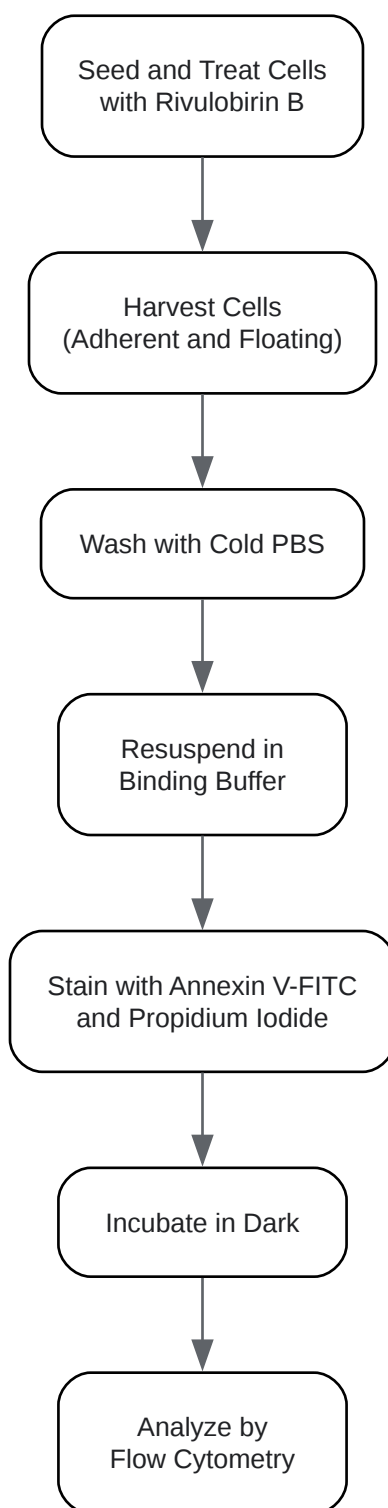 Seed and Treat Cells
with Rivulobirin B
Harvest Cells
(Adherent and Floating)
Wash with Cold PBS
Resuspend in
Binding Buffer
Stain with Annexin V-FITC
and Propidium Iodide
Incubate in Dark
Analyze by
Flow Cytometry